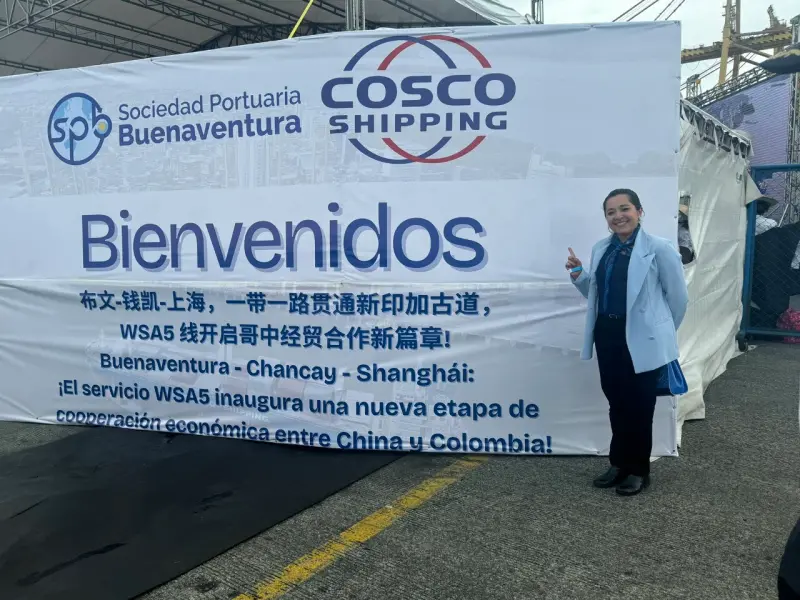 spb
Sociedad Portuaria
Buenaventura
COSCO
SHIPPING
Bienvenidos
布文-钱凯-上海，一带一路贯通新印加古道，
WSA5 线开启哥中经贸合作新篇章!
Buenaventura - Chancay - Shanghái:
¡El servicio WSA5 inaugura una nueva etapa de
cooperación económica entre China y Colombia!